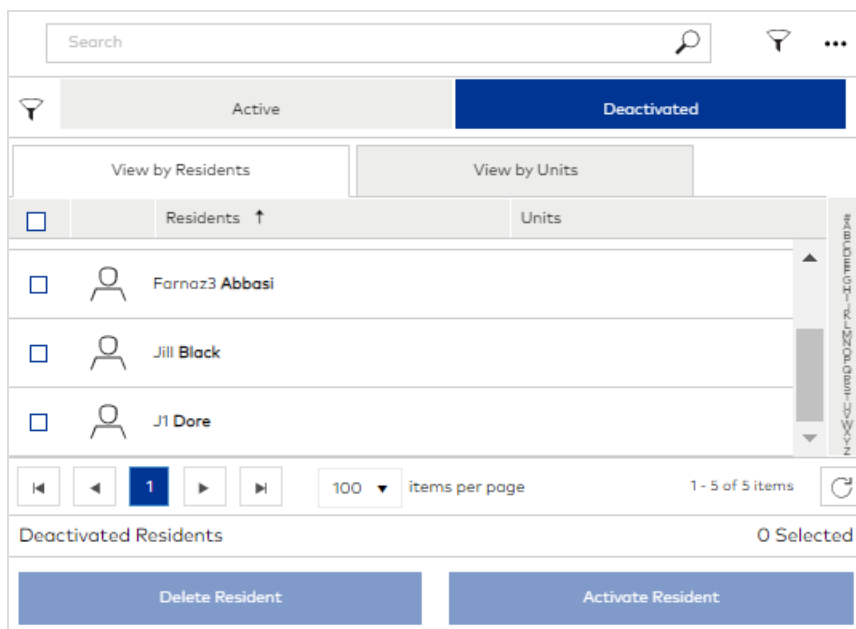 Search
Active Deactivated
View by Residents View by Units
Residents ↑ Units
Farnaz3 Abbasi
Jill Black
J1 Dore
1 100 items per page 1 - 5 of 5 items
Deactivated Residents 0 Selected
Delete Resident Activate Resident
#
A
B
C
D
E
F
G
H
I
J
K
L
M
N
O
P
Q
R
S
T
U
V
W
X
Y
Z